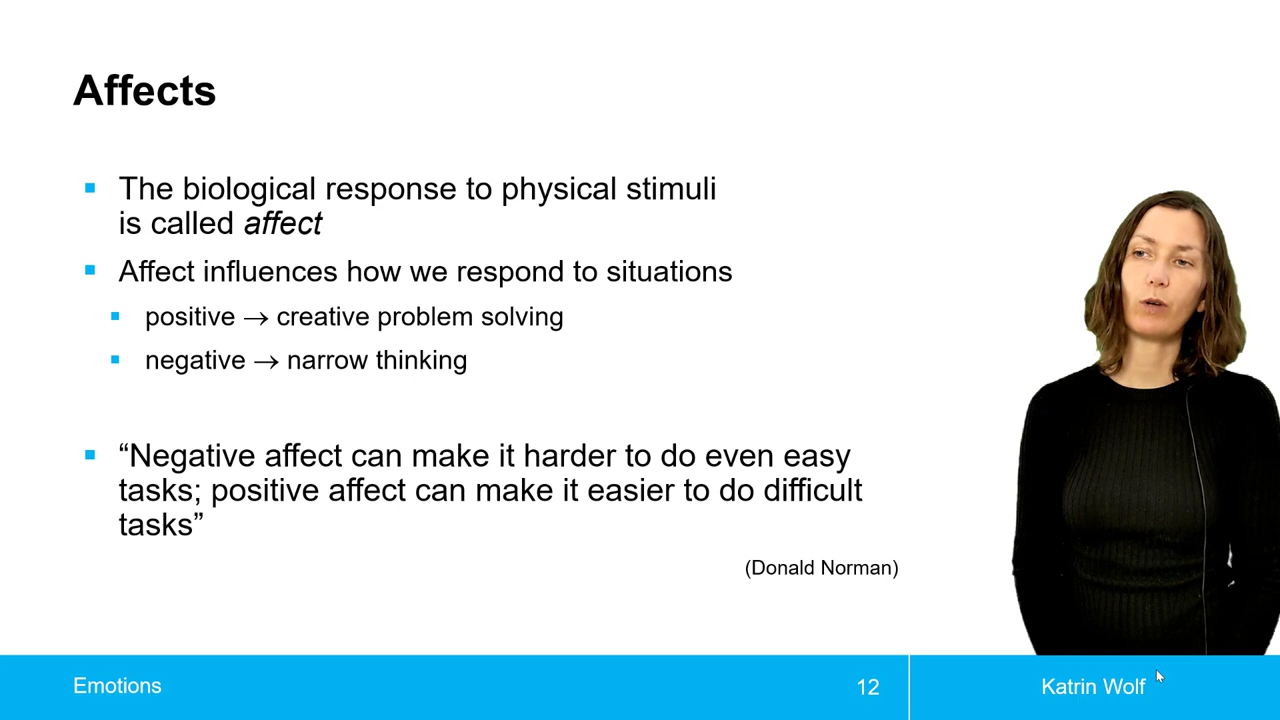 Affects
▪ The biological response to physical stimuli
is called affect
▪ Affect influences how we respond to situations
▪ positive → creative problem solving
▪ negative → narrow thinking
▪ “Negative affect can make it harder to do even easy
tasks; positive affect can make it easier to do difficult
tasks”
(Donald Norman)
Emotions
12
Katrin Wolf